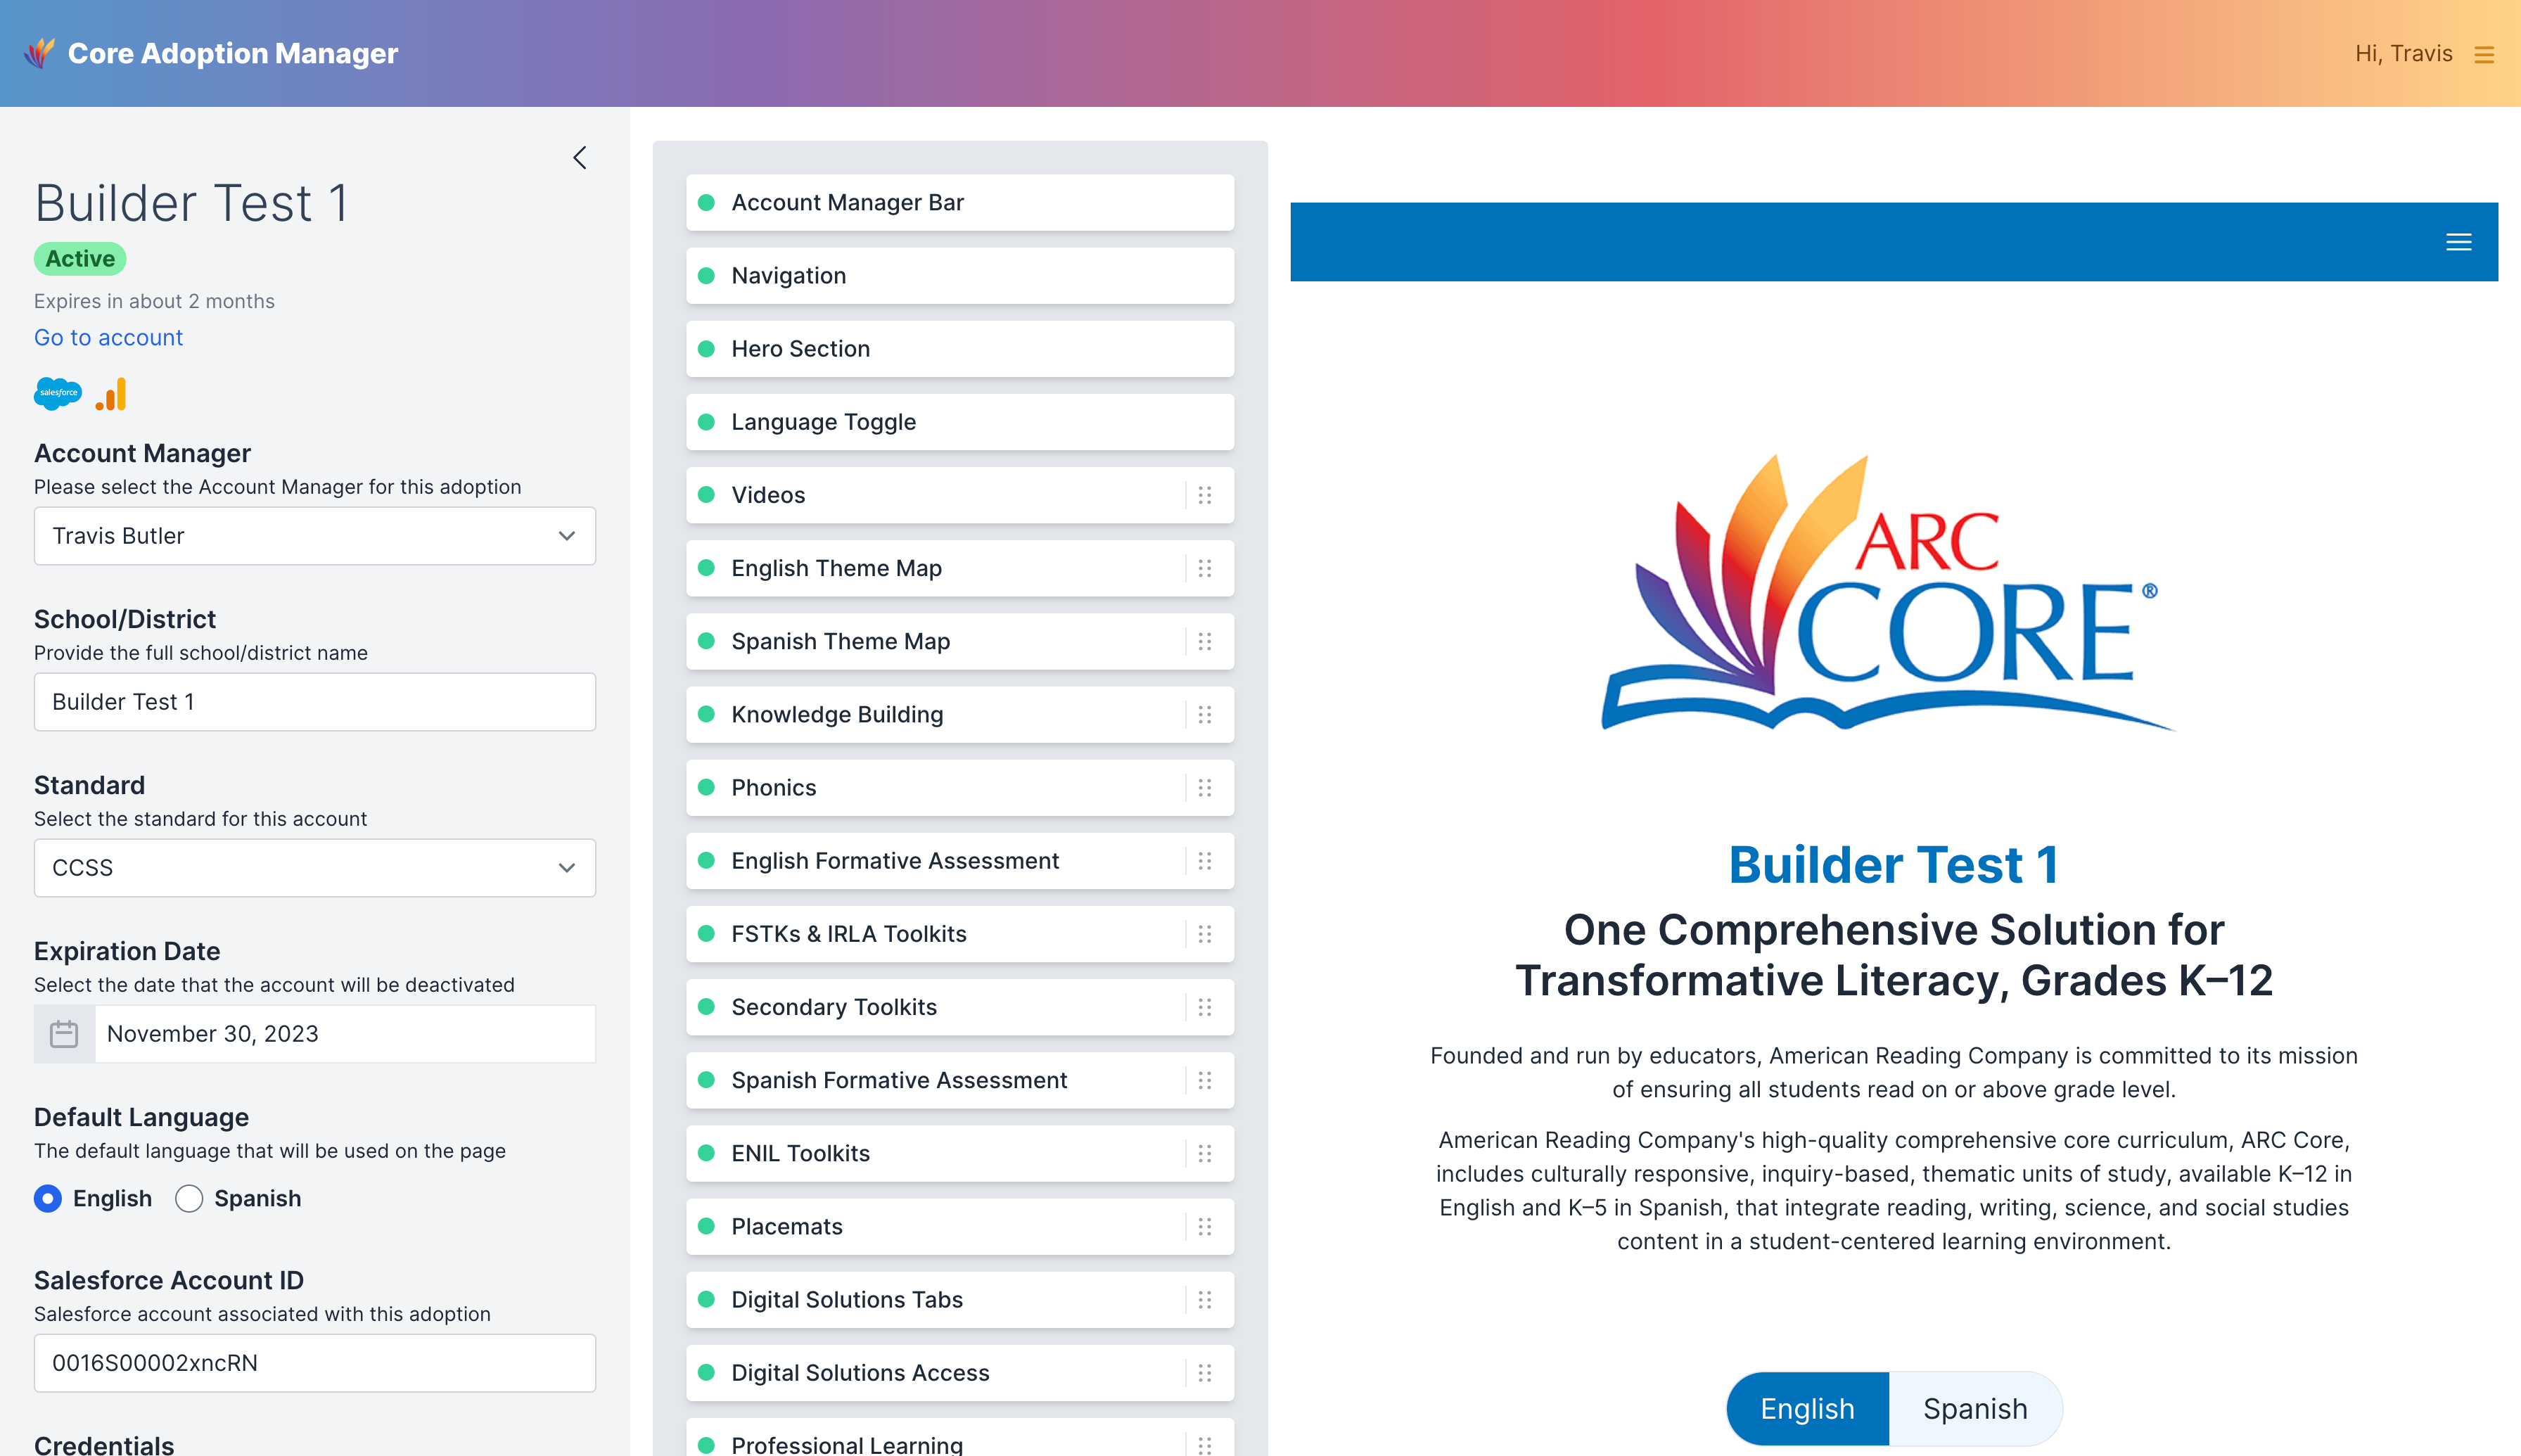 Core Adoption Manager
Hi, Travis
Builder Test 1
Active
Expires in about 2 months
Go to account
salesforce
Account Manager
Please select the Account Manager for this adoption
Travis Butler
School/District
Provide the full school/district name
Builder Test 1
Standard
Select the standard for this account
CCSS
Expiration Date
Select the date that the account will be deactivated
November 30, 2023
Default Language
The default language that will be used on the page
English Spanish
Salesforce Account ID
Salesforce account associated with this adoption
0016S00002xncRN
Credentials
Account Manager Bar
Navigation
Hero Section
Language Toggle
Videos
English Theme Map
Spanish Theme Map
Knowledge Building
Phonics
English Formative Assessment
FSTKs & IRLA Toolkits
Secondary Toolkits
Spanish Formative Assessment
ENIL Toolkits
Placemats
Digital Solutions Tabs
Digital Solutions Access
Professional Learning
ARC
CORE®
Builder Test 1
One Comprehensive Solution for
Transformative Literacy, Grades K–12
Founded and run by educators, American Reading Company is committed to its mission
of ensuring all students read on or above grade level.
American Reading Company's high-quality comprehensive core curriculum, ARC Core,
includes culturally responsive, inquiry-based, thematic units of study, available K–12 in
English and K–5 in Spanish, that integrate reading, writing, science, and social studies
content in a student-centered learning environment.
English Spanish